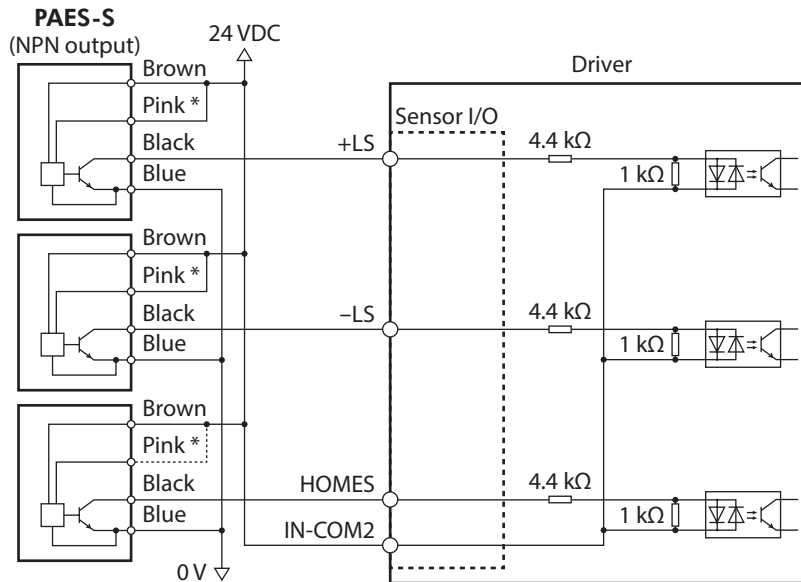 PAES-S
(NPN output)
24 VDC
Driver
Brown
Pink *
Black
Blue
Sensor I/O
+LS
4.4 kΩ
1 kΩ
Brown
Pink *
Black
Blue
–LS
4.4 kΩ
1 kΩ
Brown
Pink *
Black
Blue
HOMES
IN-COM2
4.4 kΩ
1 kΩ
0 V